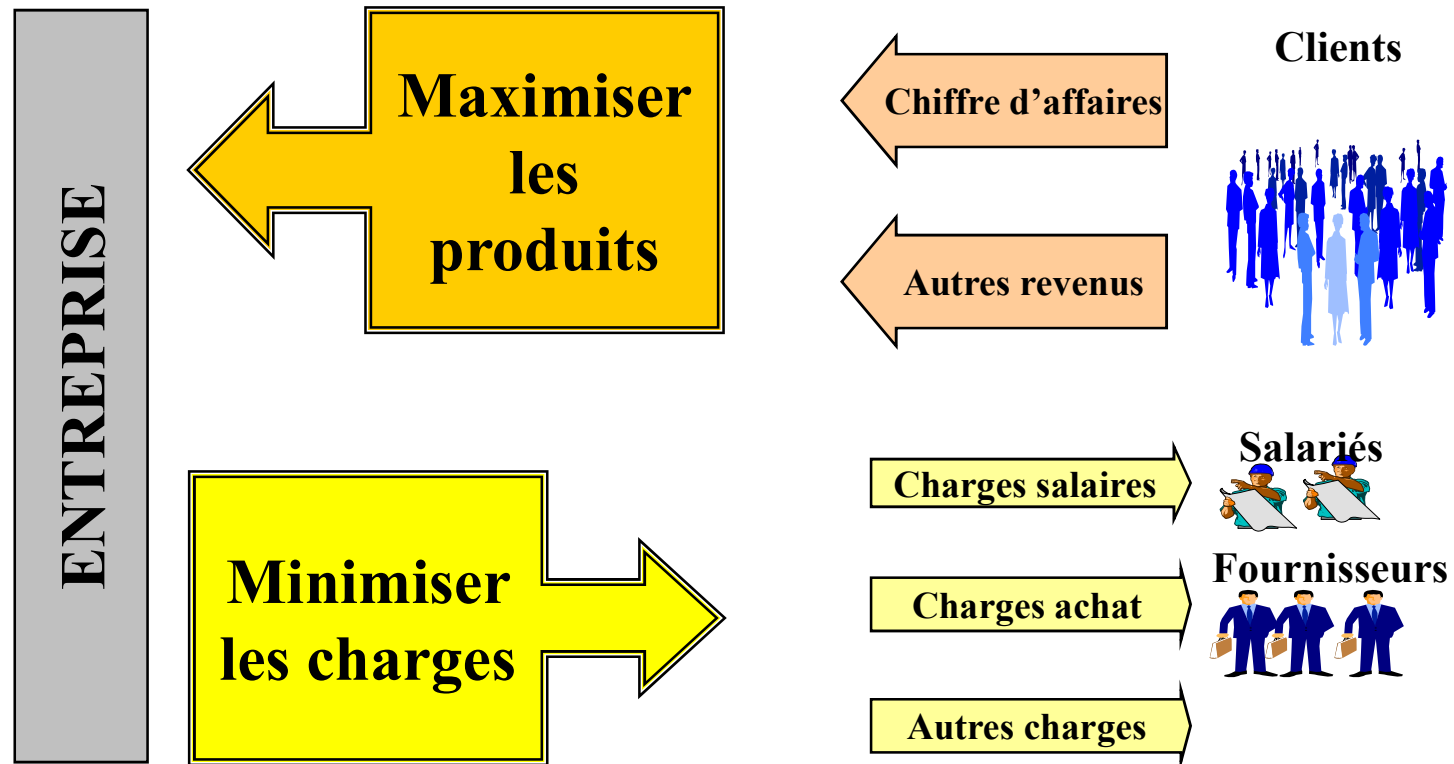 ENTREPRISE
Maximiser
les
produits
Chiffre d’affaires
Autres revenus
Clients
Minimiser
les charges
Charges salaires
Charges achat
Autres charges
Salariés
Fournisseurs